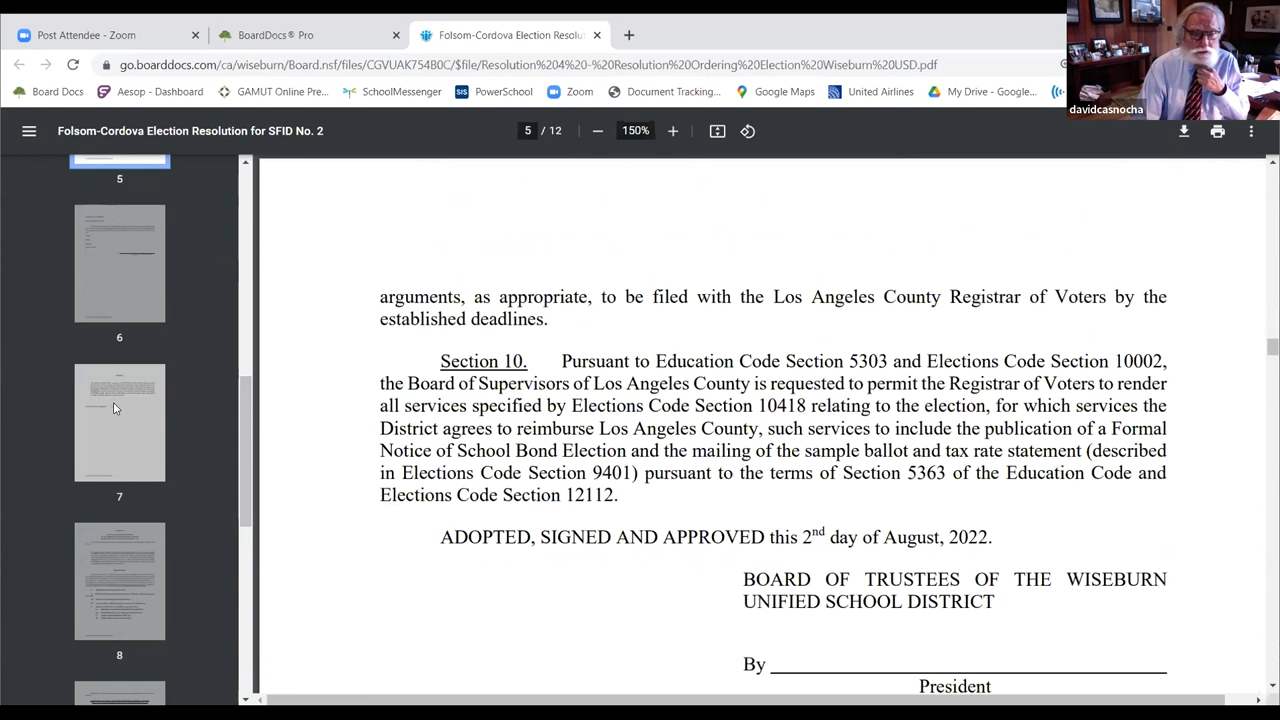 Post Attendee - Zoom
BoardDocs® Pro
Folsom-Cordova Election Resolu
go.boarddocs.com/ca/wiseburn/Board.nsf/files/CGVUAK75480C/$file/Resolution%20#%20-%20Resolution%20Ordering%20Election%20Wiseburn%20USD.pdf
Board Docs
Aesop - Dashboard
GAMUT Online Pre...
SchoolMessenger
SIS PowerSchool
Zoom
Document Tracking...
Google Maps
United Airlines
My Drive - Google...
davidcasnocha
Folsom-Cordova Election Resolution for SFID No. 2
5 / 12
150%
5
6
7
8
arguments, as appropriate, to be filed with the Los Angeles County Registrar of Voters by the
established deadlines.
Section 10. Pursuant to Education Code Section 5303 and Elections Code Section 10002,
the Board of Supervisors of Los Angeles County is requested to permit the Registrar of Voters to render
all services specified by Elections Code Section 10418 relating to the election, for which services the
District agrees to reimburse Los Angeles County, such services to include the publication of a Formal
Notice of School Bond Election and the mailing of the sample ballot and tax rate statement (described
in Elections Code Section 9401) pursuant to the terms of Section 5363 of the Education Code and
Elections Code Section 12112.
ADOPTED, SIGNED AND APPROVED this 2nd day of August, 2022.
BOARD OF TRUSTEES OF THE WISEBURN
UNIFIED SCHOOL DISTRICT
By
President